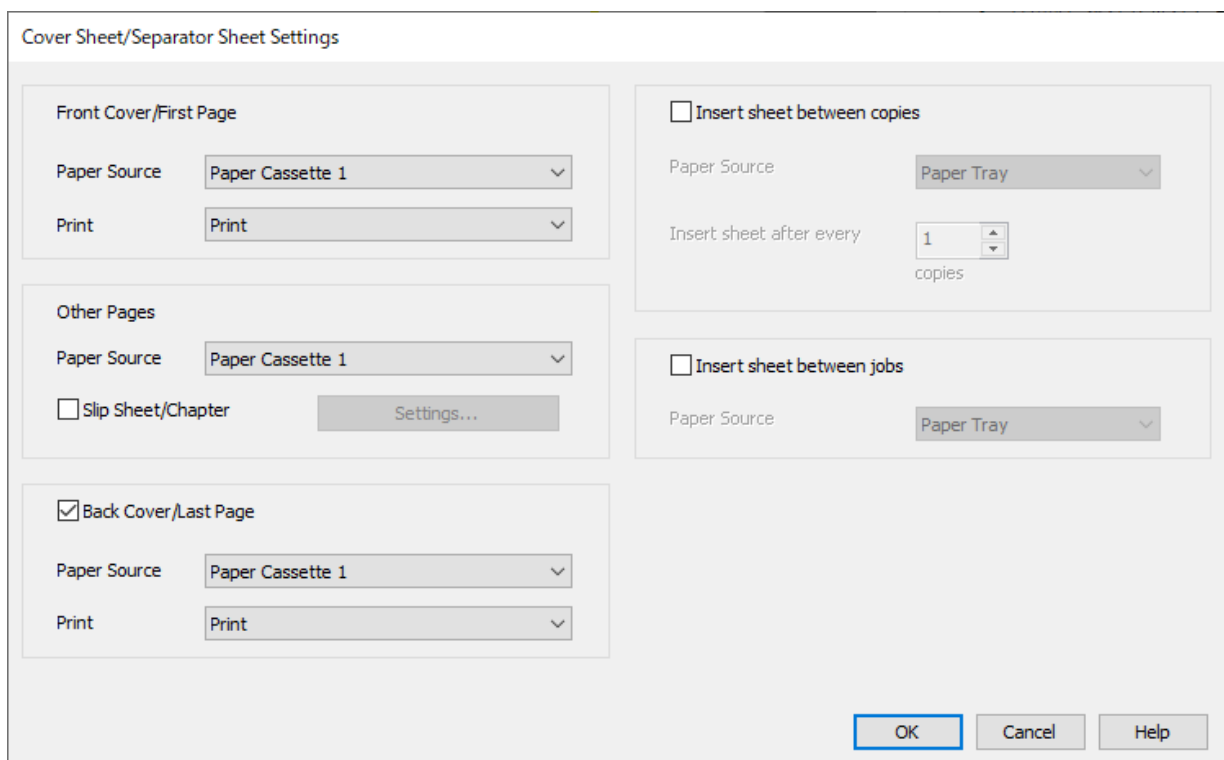 Cover Sheet/Separator Sheet Settings
Front Cover/First Page
Paper Source Paper Cassette 1
Print Print
Other Pages
Paper Source Paper Cassette 1
Slip Sheet/Chapter Settings...
Back Cover/Last Page
Paper Source Paper Cassette 1
Print Print
Insert sheet between copies
Paper Source Paper Tray
Insert sheet after every 1
copies
Insert sheet between jobs
Paper Source Paper Tray
OK Cancel Help